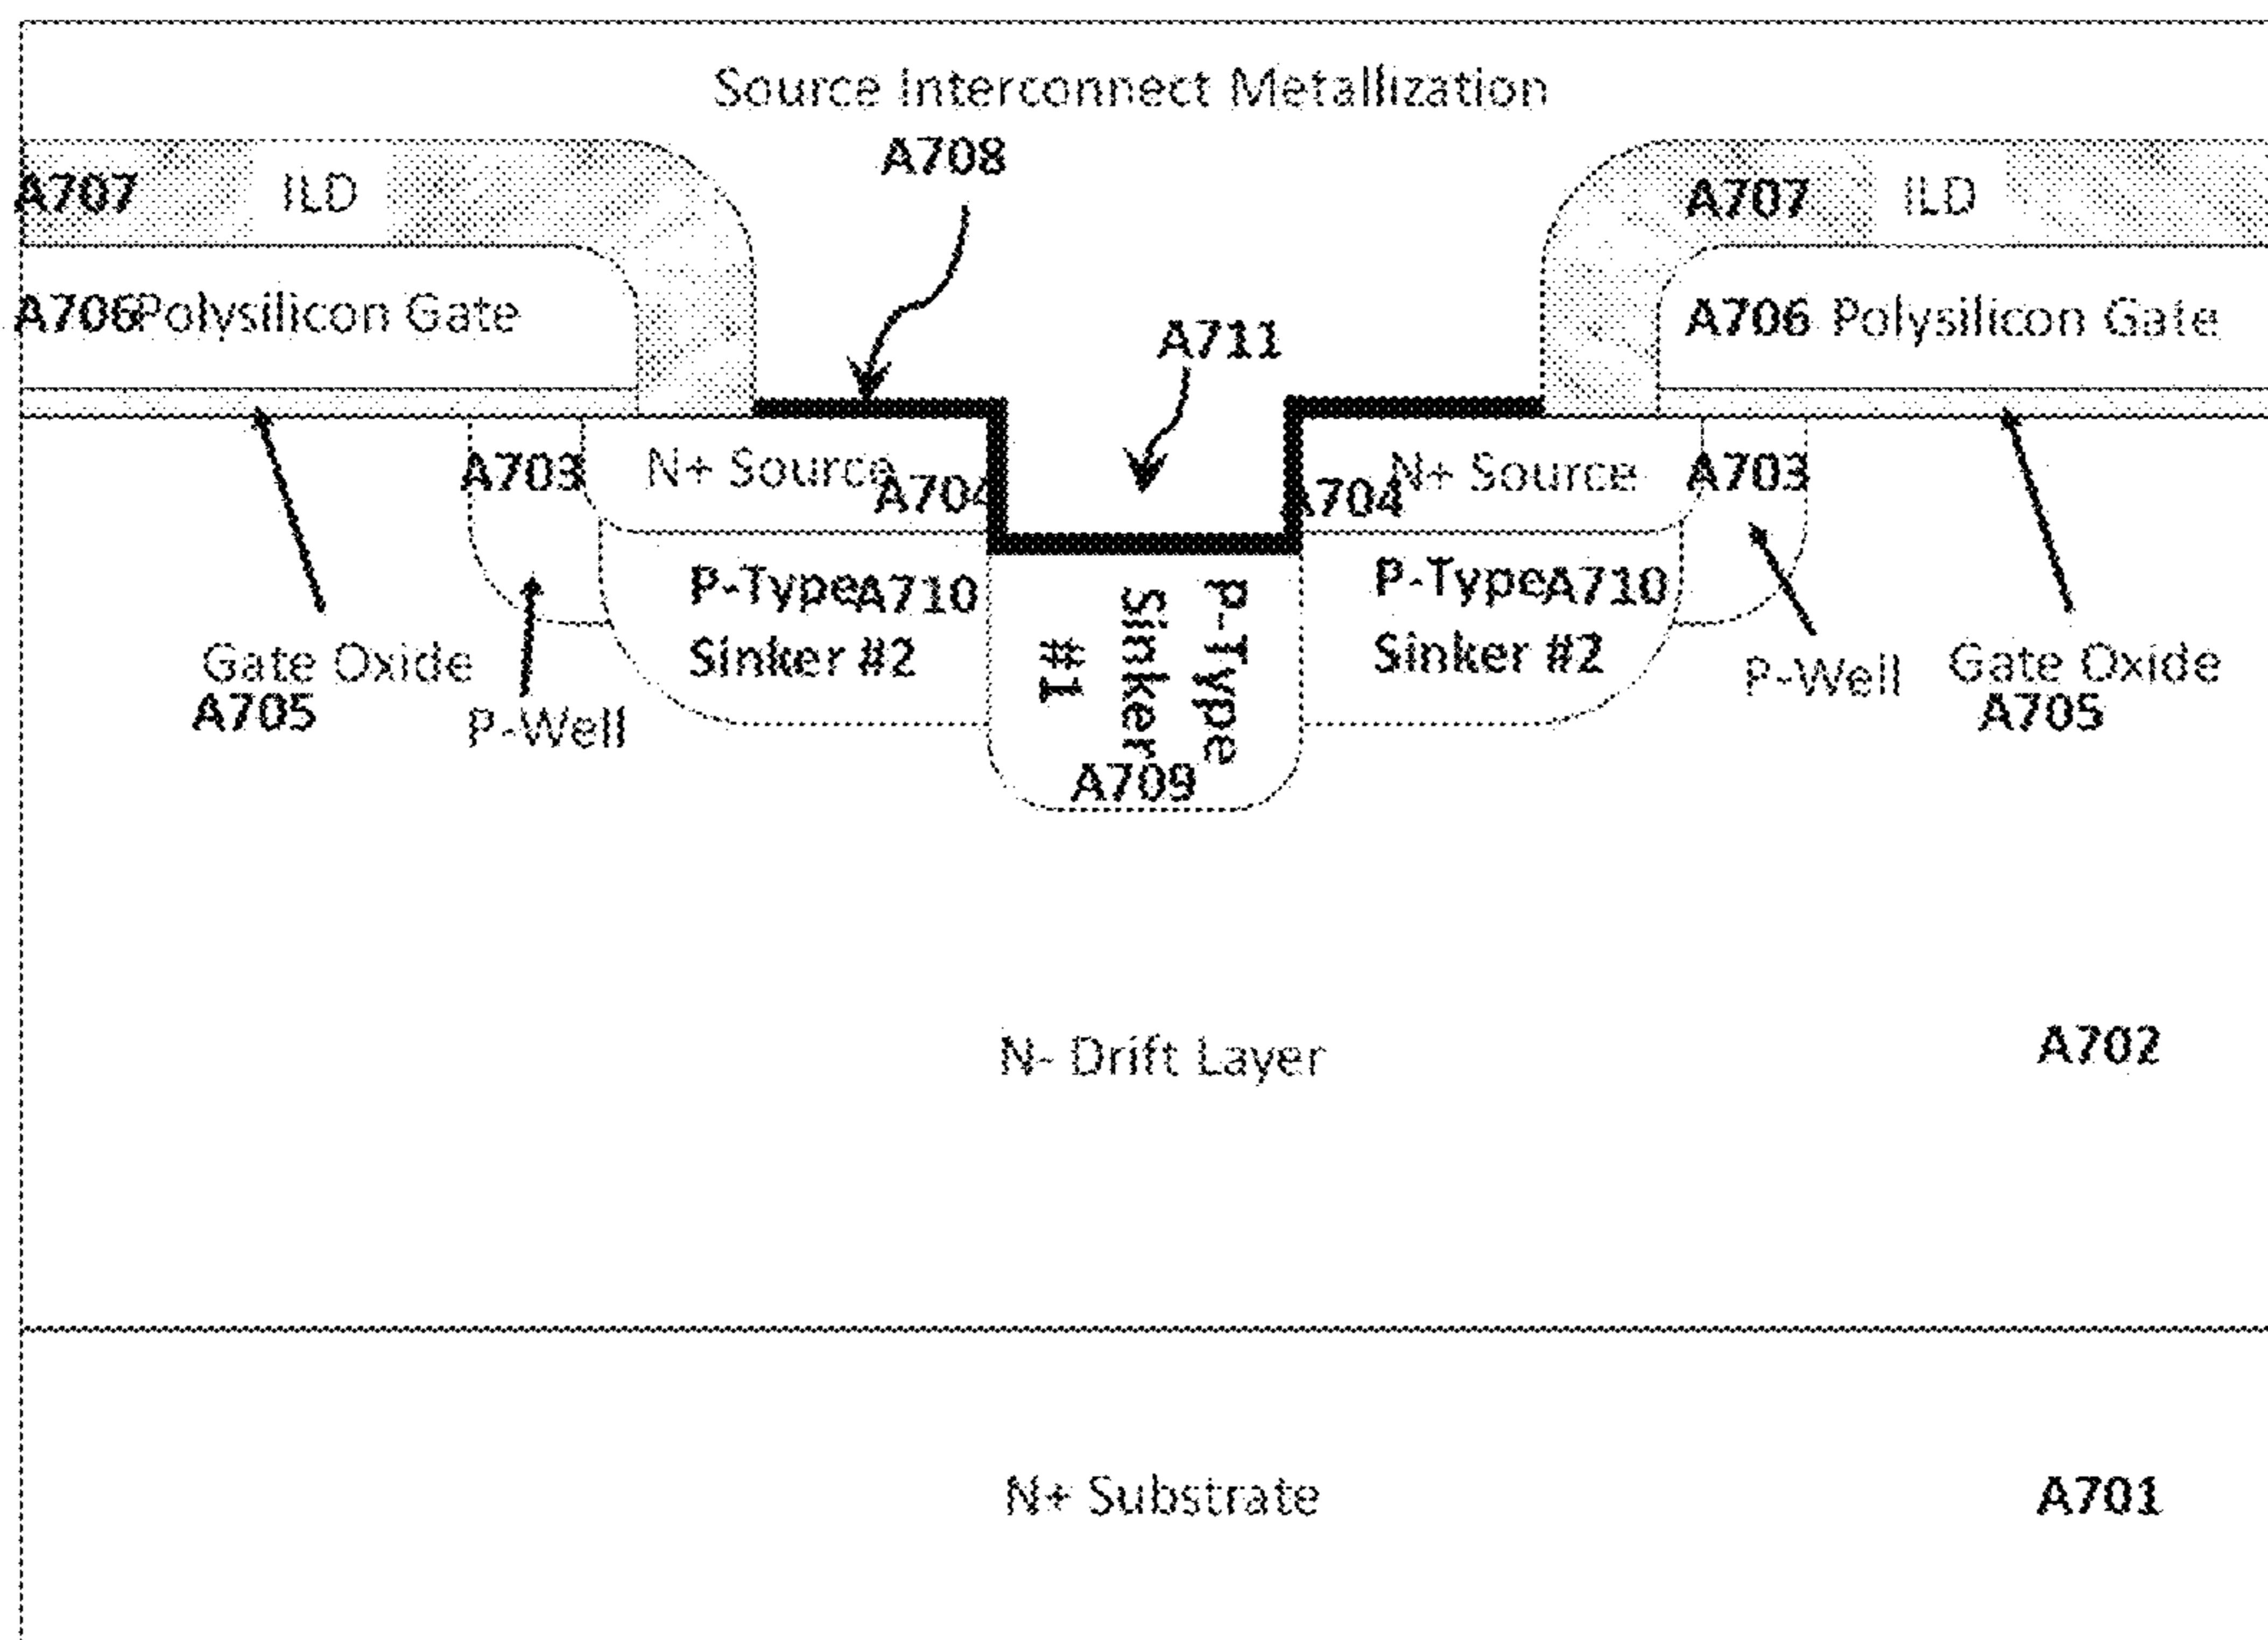 Source Interconnect Metallization
A708
A707 ILD
A707 ILD
A706 Polysilicon Gate
A711
A706 Polysilicon Gate
A703
N+ Source
A704
A704
N+ Source
A703
P-Type A710
Sinker #2
P-Type
Sinker
#1
A709
P-Type A710
Sinker #2
Gate Oxide
A705
P-Well
P-Well
Gate Oxide
A705
N- Drift Layer
A702
N+ Substrate
A701